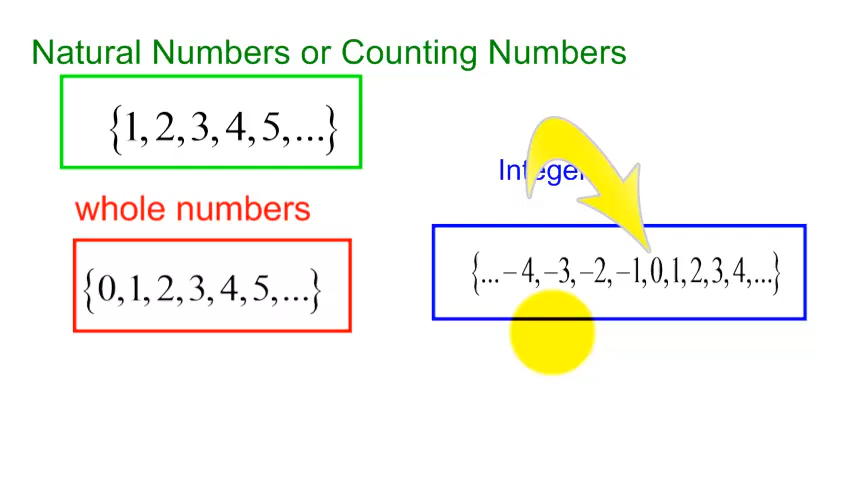 Natural Numbers or Counting Numbers
{1,2,3,4,5,...}
whole numbers
{0,1,2,3,4,5,...}
{...−4,−3,−2,−1,0,1,2,3,4,...}